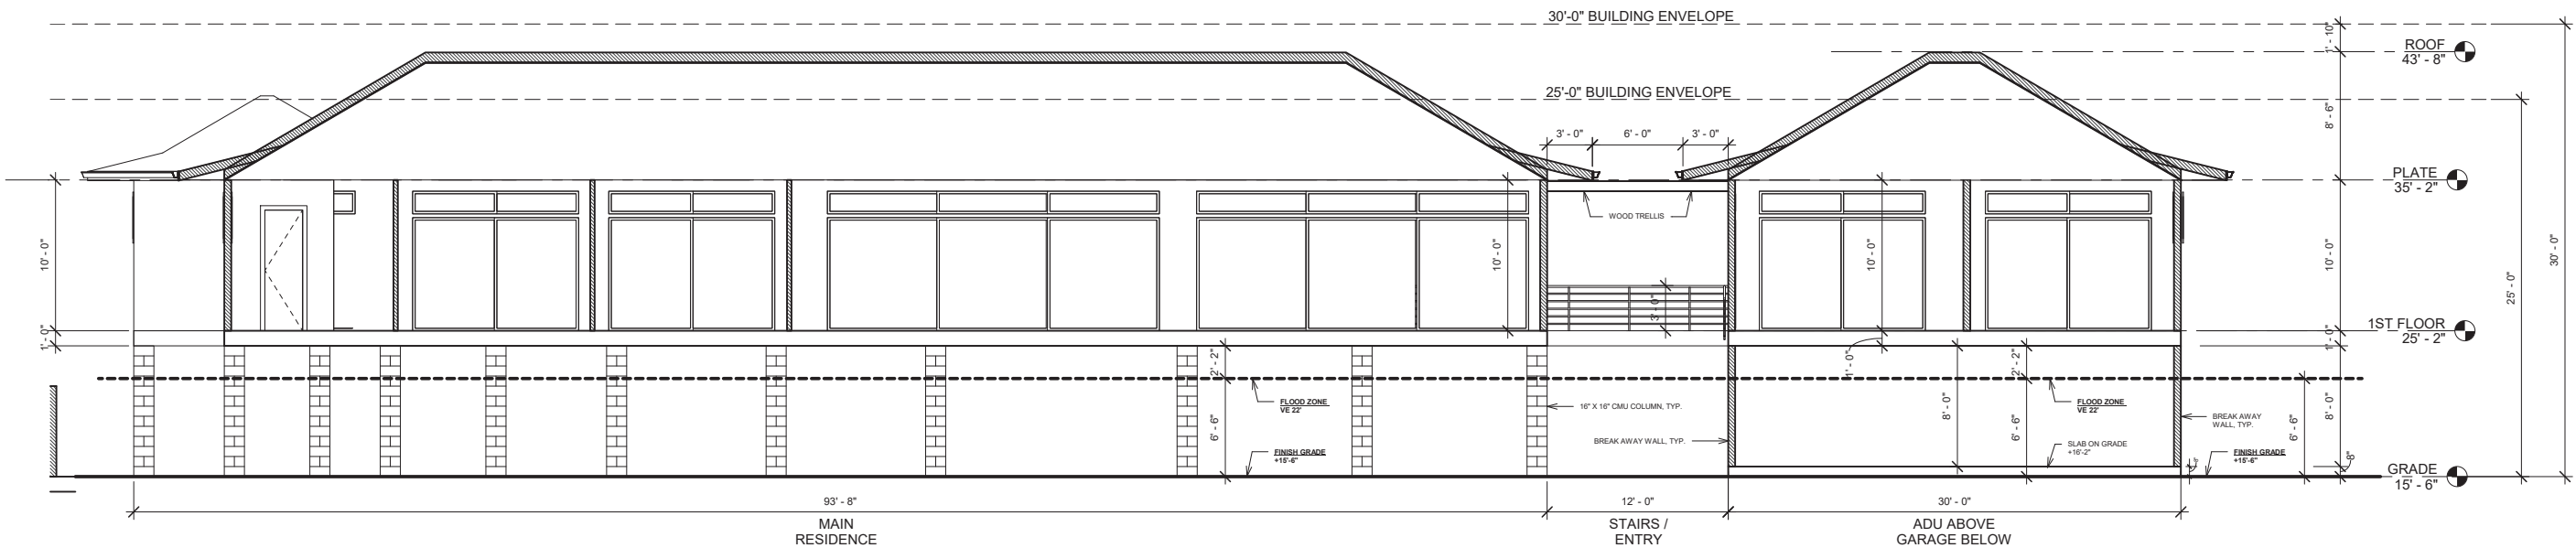 30'-0" BUILDING ENVELOPE
1' - 10"
ROOF
43' - 8"
25'-0" BUILDING ENVELOPE
8' - 6"
3' - 0"
6' - 0"
3' - 0"
PLATE
35' - 2"
WOOD TRELLIS
10' - 0"
10' - 0"
10' - 0"
10' - 0"
30' - 0"
25' - 0"
3' - 0"
1ST FLOOR
25' - 2"
1' - 0"
1' - 0"
1' - 0"
2' - 2"
2' - 2"
FLOOD ZONE
VE 22'
16" X 16" CMU COLUMN, TYP.
FLOOD ZONE
VE 22'
8' - 0"
8' - 0"
BREAK AWAY
WALL, TYP.
6' - 6"
6' - 6"
6' - 6"
BREAK AWAY WALL, TYP.
SLAB ON GRADE
+16'-2"
FINISH GRADE
+15'-6"
FINISH GRADE
+15'-6"
8"
GRADE
15' - 6"
93' - 8"
12' - 0"
30' - 0"
MAIN
RESIDENCE
STAIRS /
ENTRY
ADU ABOVE
GARAGE BELOW